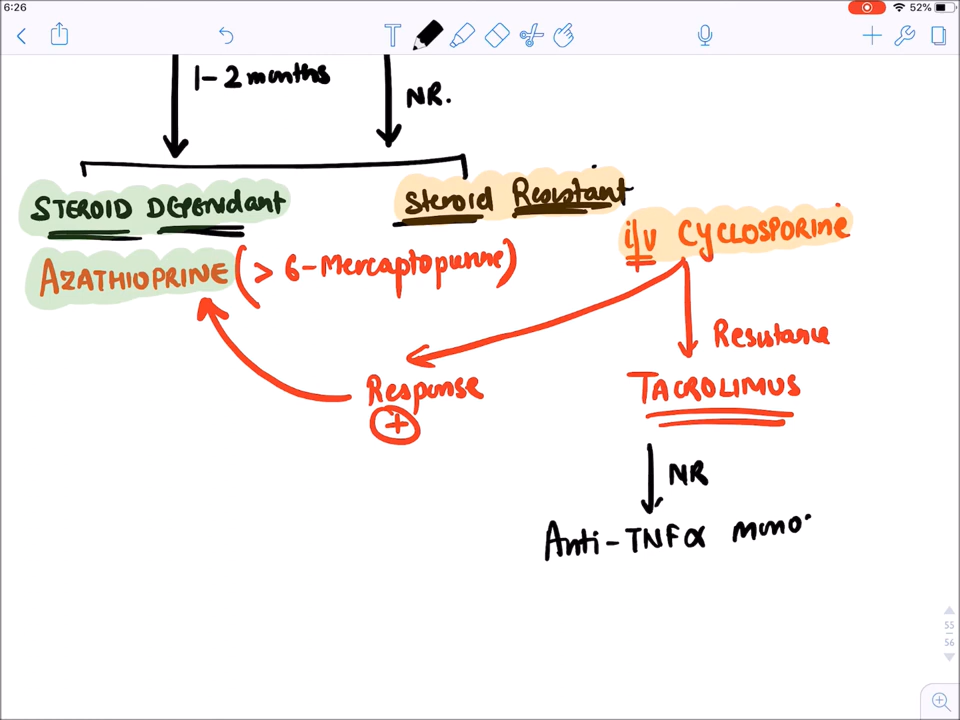 6:26
52%
T
1-2 months
NR.
STEROID DEPENDANT
Steroid Resistant
i/v CYCLOSPORINE
AZATHIOPRINE (> 6-Mercaptopurine)
Resistance
Response
+
TACROLIMUS
NR
Anti-TNFα mono
55
56